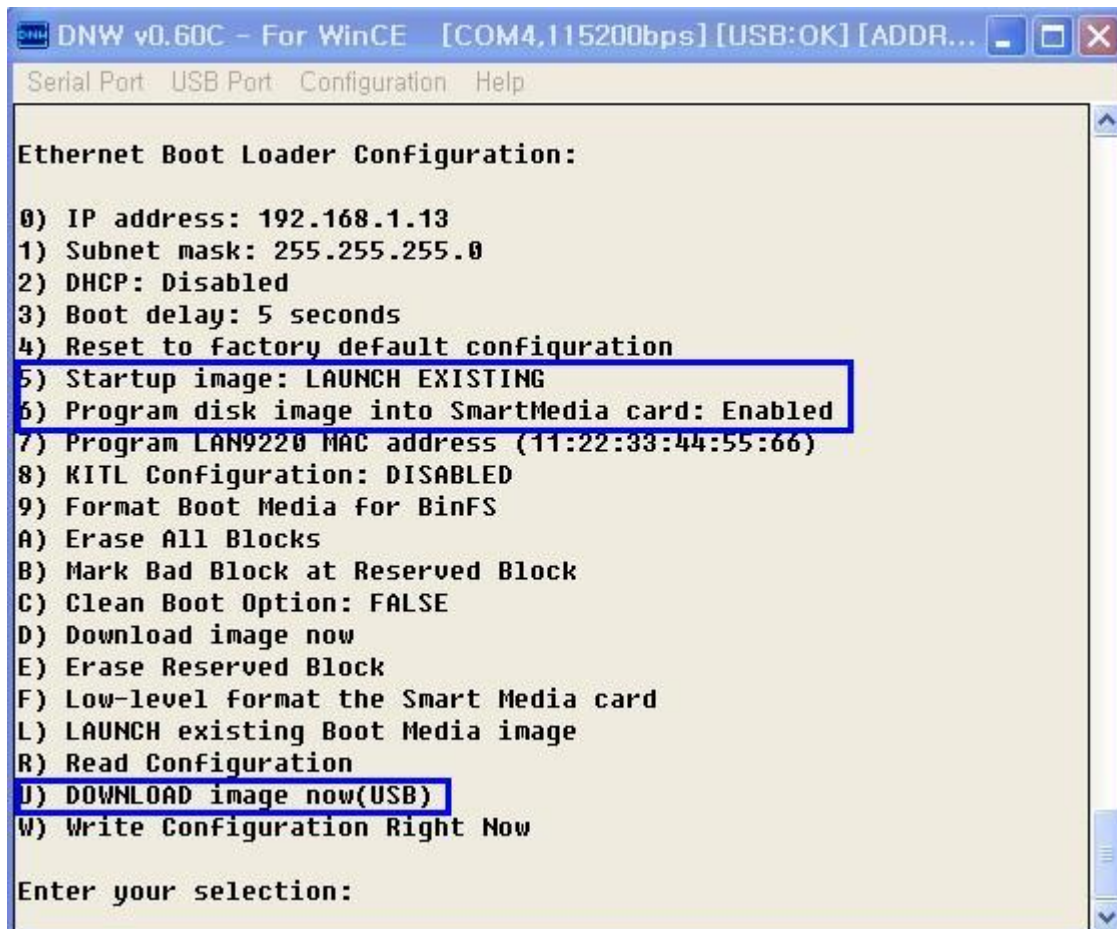 DNW v0.60C - For WinCE [COM4,115200bps] [USB:OK] [ADDR...
Serial Port USB Port Configuration Help
Ethernet Boot Loader Configuration:
0) IP address: 192.168.1.13
1) Subnet mask: 255.255.255.0
2) DHCP: Disabled
3) Boot delay: 5 seconds
4) Reset to factory default configuration
5) Startup image: LAUNCH EXISTING
6) Program disk image into SmartMedia card: Enabled
7) Program LAN9220 MAC address (11:22:33:44:55:66)
8) KITL Configuration: DISABLED
9) Format Boot Media for BinFS
A) Erase All Blocks
B) Mark Bad Block at Reserved Block
C) Clean Boot Option: FALSE
D) Download image now
E) Erase Reserved Block
F) Low-level format the Smart Media card
L) LAUNCH existing Boot Media image
R) Read Configuration
U) DOWNLOAD image now(USB)
W) Write Configuration Right Now
Enter your selection: